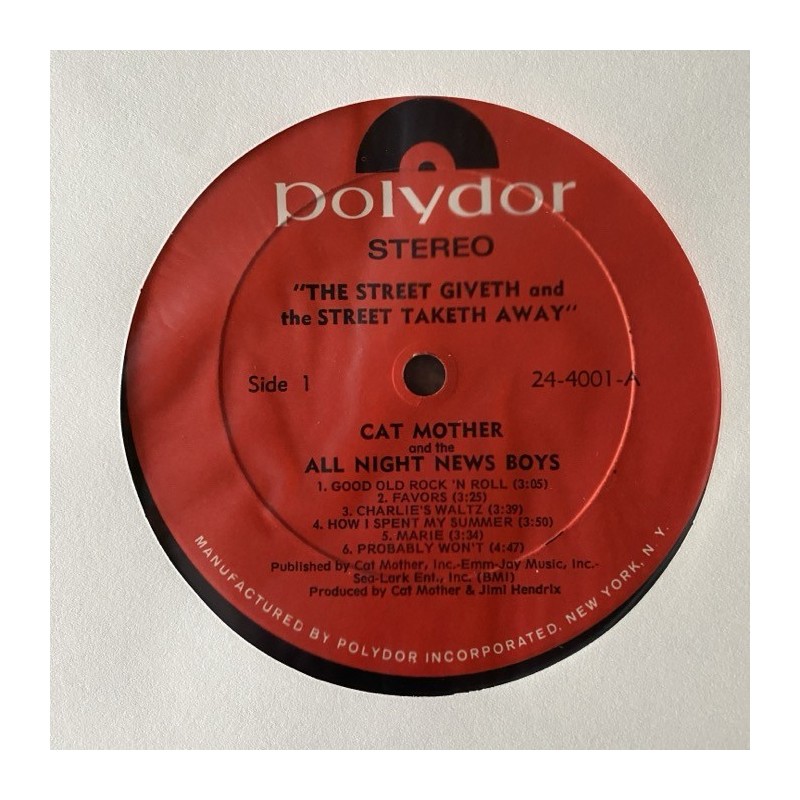 polydor
STEREO
"THE STREET GIVETH and
the STREET TAKETH AWAY"
Side 1
24-4001-A
CAT MOTHER
and the
ALL NIGHT NEWS BOYS
1. GOOD OLD ROCK 'N ROLL (3:05)
2. FAVORS (3:25)
3. CHARLIE'S WALTZ (3:39)
4. HOW I SPENT MY SUMMER (3:50)
5. MARIE (3:34)
6. PROBABLY WON'T (4:47)
Published by Cat Mother, Inc.-Emm-Jay Music, Inc.-
Sea-Lark Ent., Inc. (BMI)
Produced by Cat Mother & Jimi Hendrix
MANUFACTURED BY POLYDOR INCORPORATED, NEW YORK, N. Y.